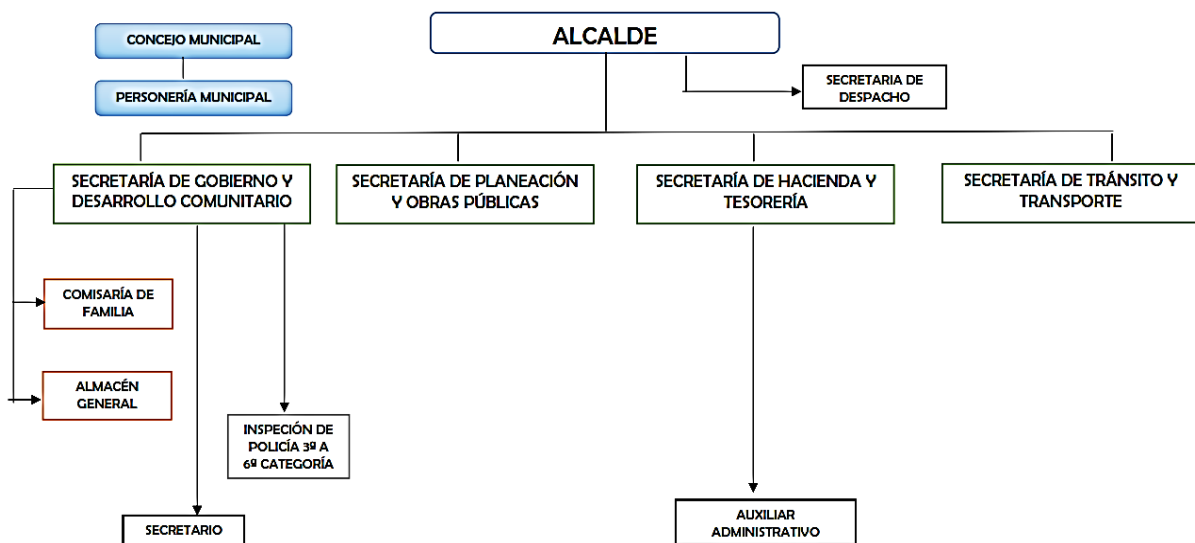 CONCEJO MUNICIPAL
PERSONERÍA MUNICIPAL
ALCALDE
SECRETARIA DE
DESPACHO
SECRETARÍA DE GOBIERNO Y
DESARROLLO COMUNITARIO
SECRETARÍA DE PLANEACIÓN
Y OBRAS PÚBLICAS
SECRETARÍA DE HACIENDA Y
TESORERÍA
SECRETARÍA DE TRÁNSITO Y
TRANSPORTE
COMISARÍA DE
FAMILIA
ALMACÉN
GENERAL
INSPECIÓN DE
POLICÍA 3ª A
6ª CATEGORÍA
SECRETARIO
AUXILIAR
ADMINISTRATIVO